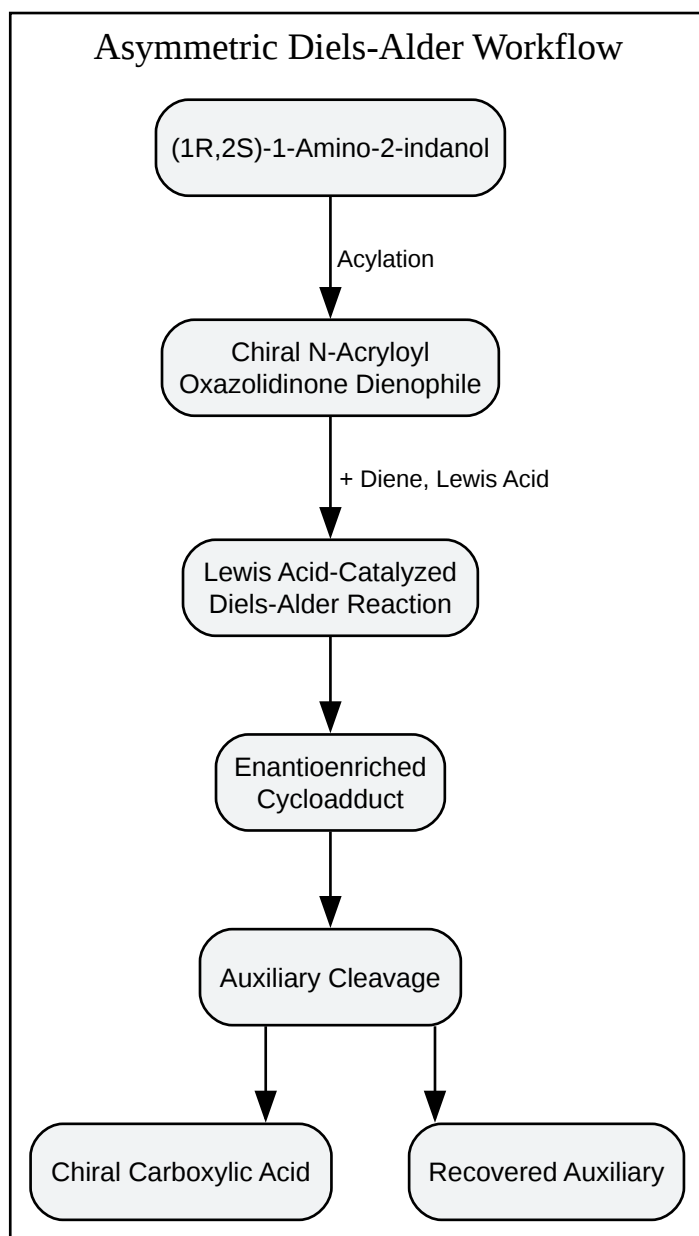 Asymmetric Diels-Alder Workflow
(1R,2S)-1-Amino-2-indanol
Acylation
Chiral N-Acryloyl
Oxazolidinone Dienophile
+ Diene, Lewis Acid
Lewis Acid-Catalyzed
Diels-Alder Reaction
Enantioenriched
Cycloadduct
Auxiliary Cleavage
Chiral Carboxylic Acid
Recovered Auxiliary